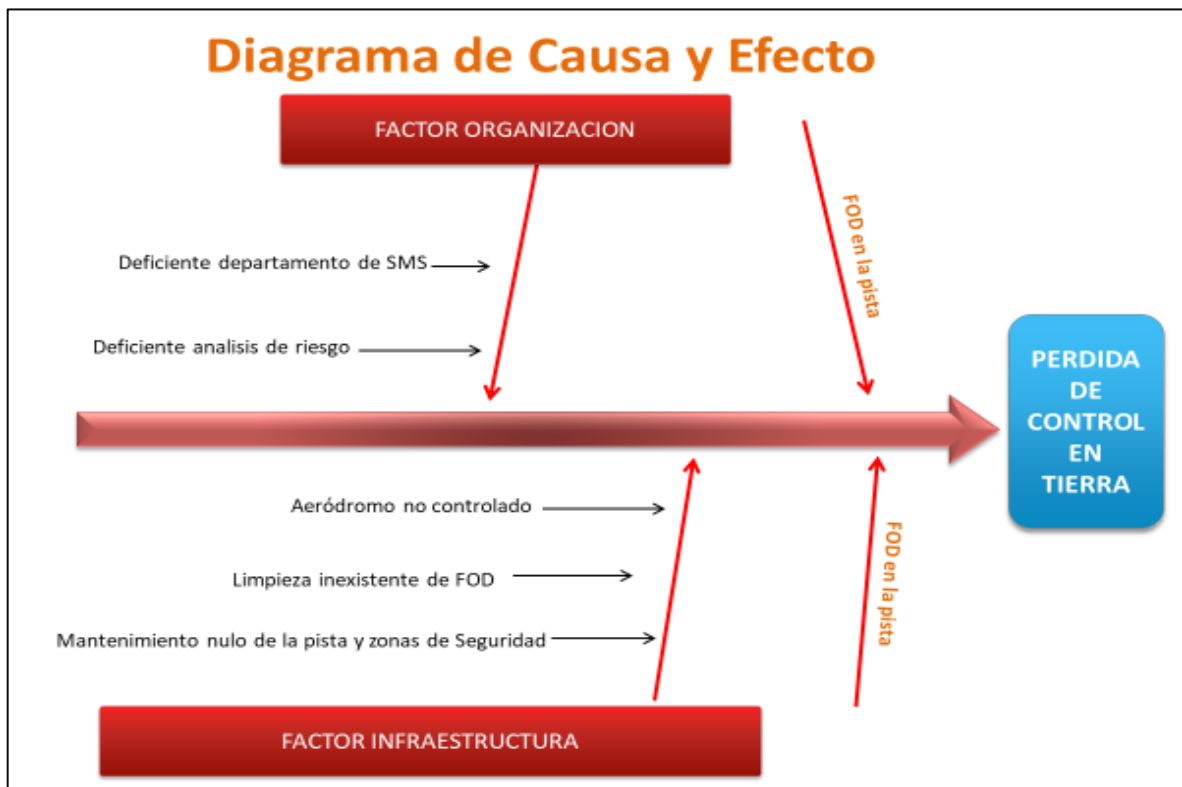 Diagrama de Causa y Efecto
FACTOR ORGANIZACION
FOD en la pista
Deficiente departamento de SMS
Deficiente analisis de riesgo
PERDIDA
DE
CONTROL
EN
TIERRA
Aeródromo no controlado
Limpieza inexistente de FOD
FOD en la pista
Mantenimiento nulo de la pista y zonas de Seguridad
FACTOR INFRAESTRUCTURA